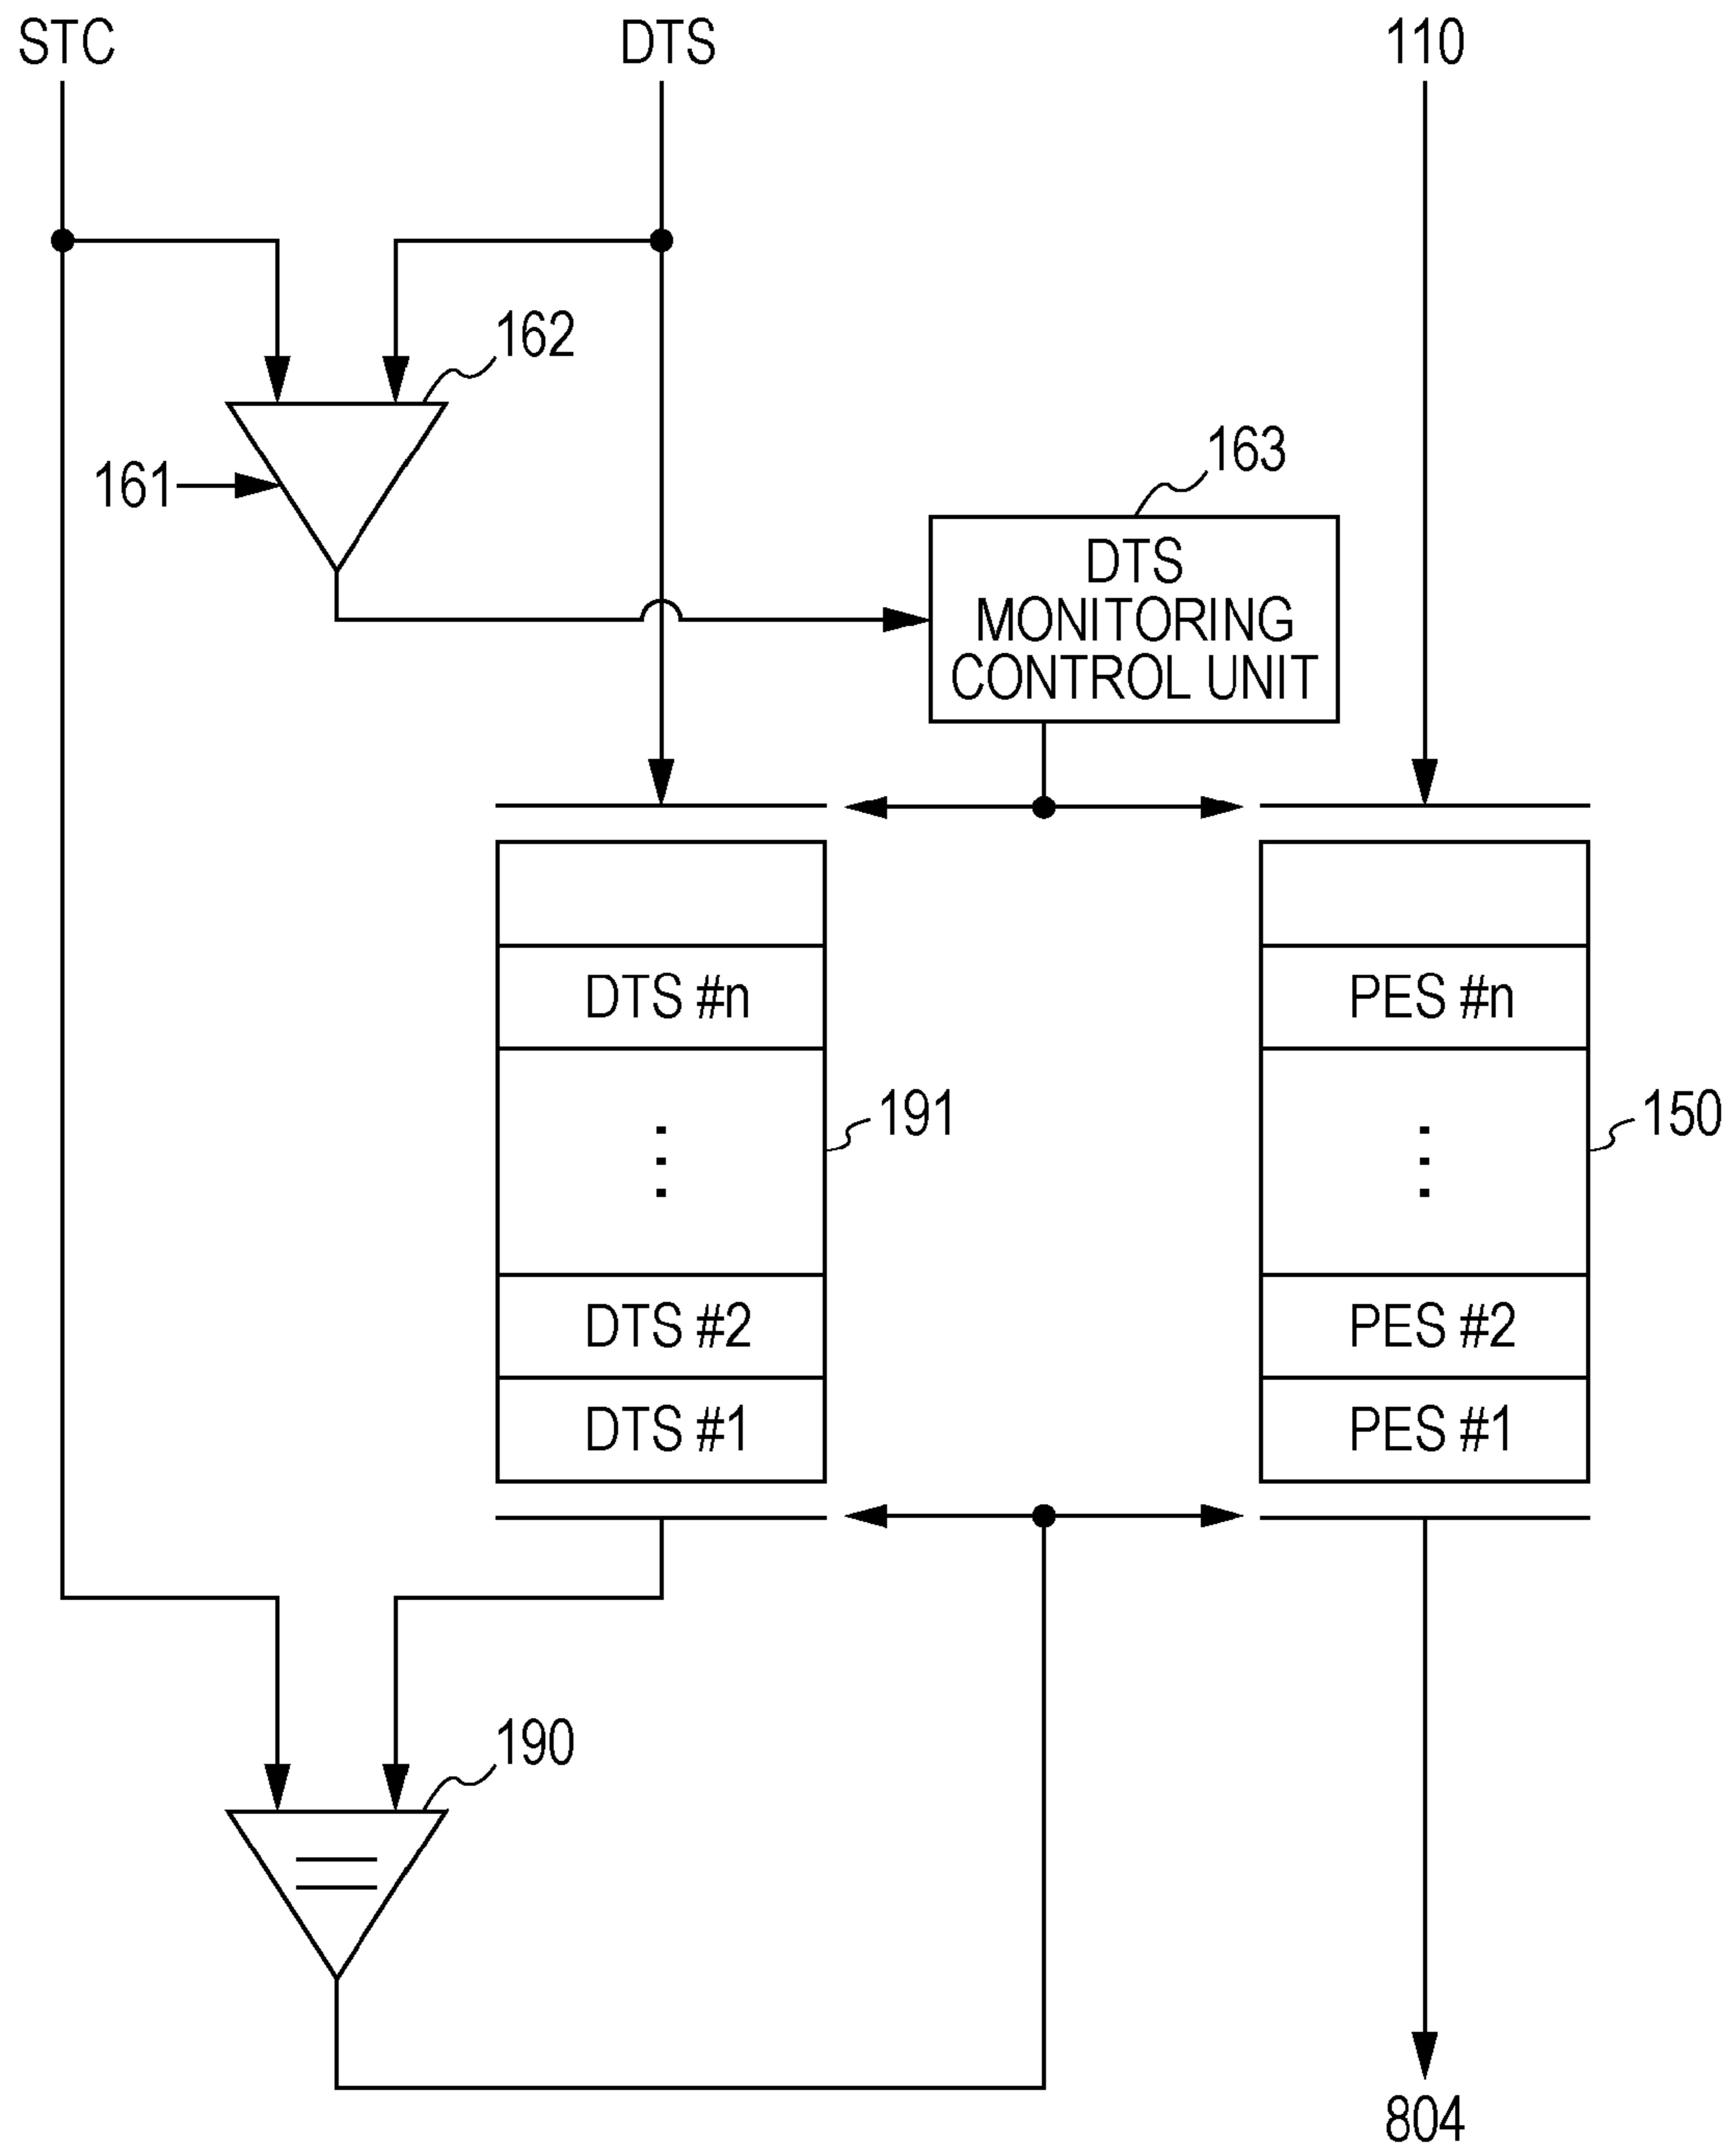 STC
DTS
110
162
161
163
DTS
MONITORING
CONTROL UNIT
DTS #n
PES #n
191
150
DTS #2
PES #2
DTS #1
PES #1
190
804